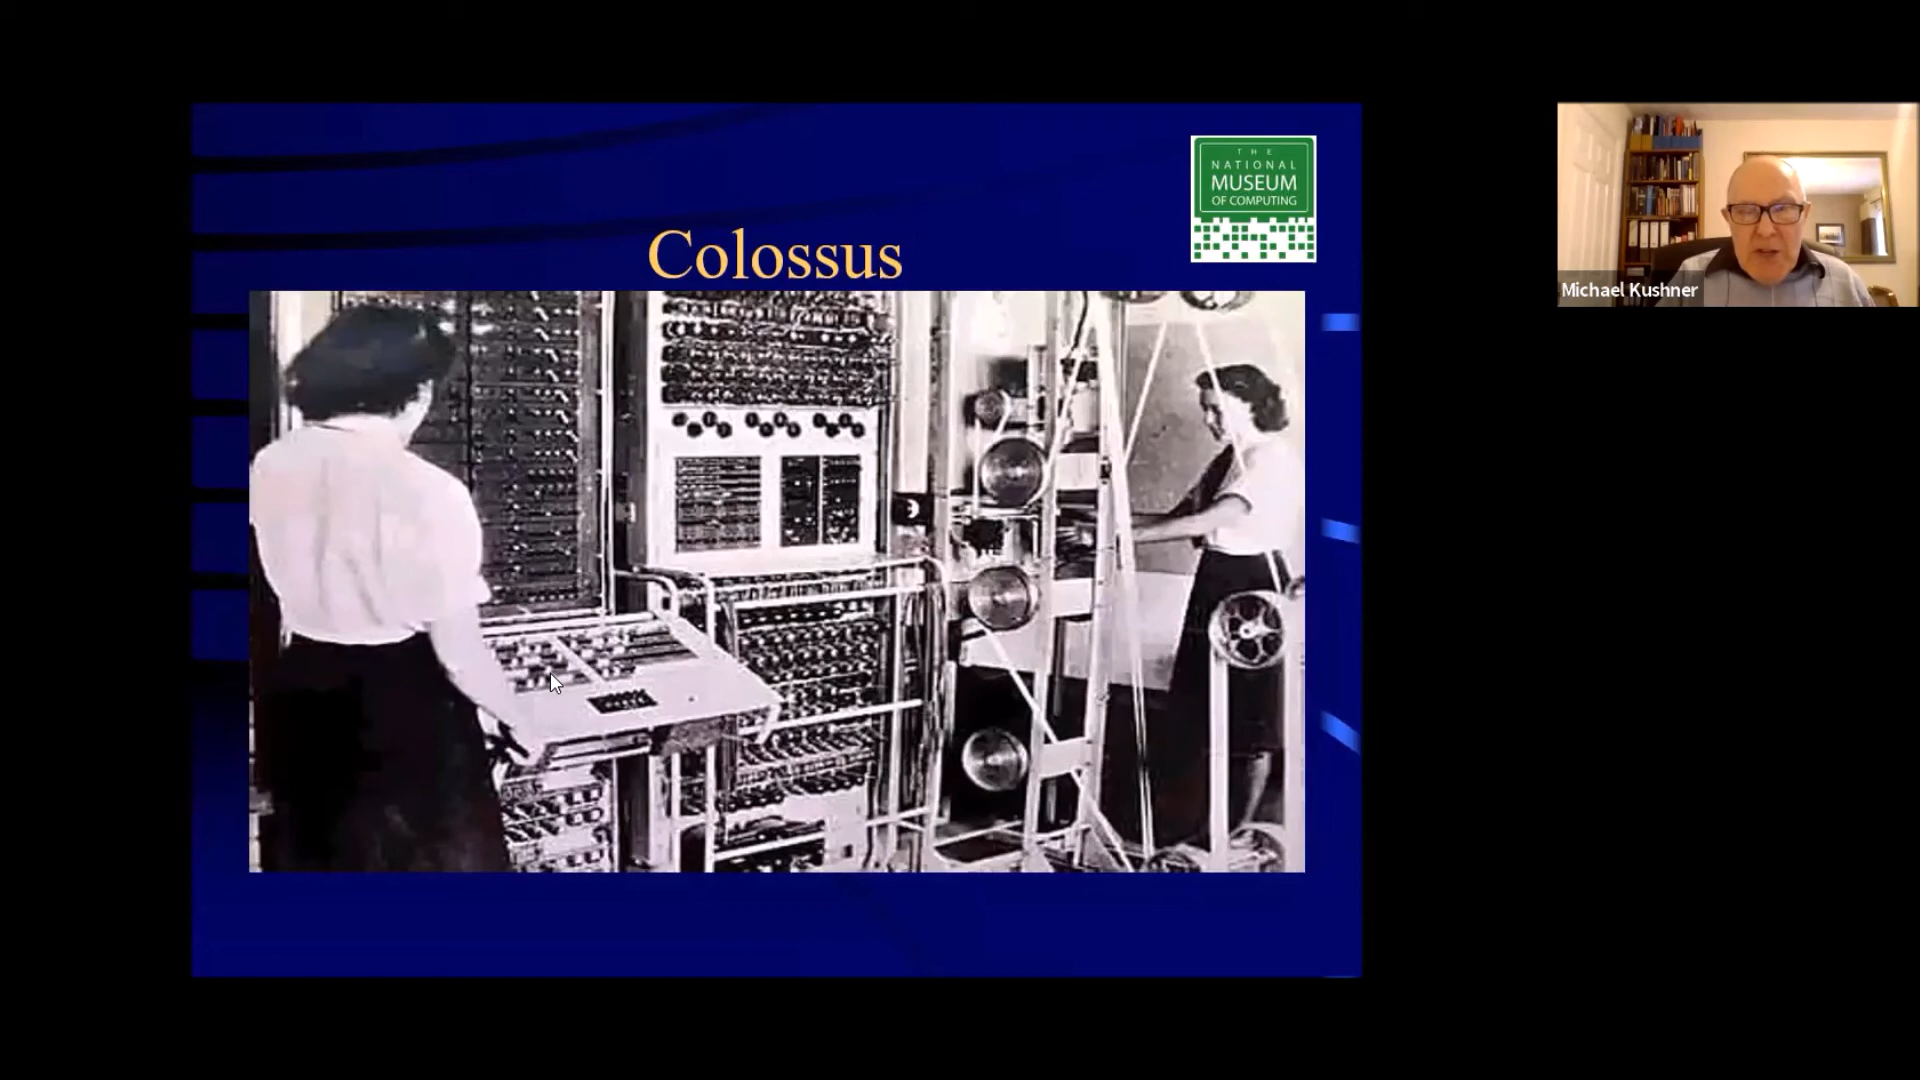 THE
NATIONAL
MUSEUM
OF COMPUTING
Colossus
Michael Kushner